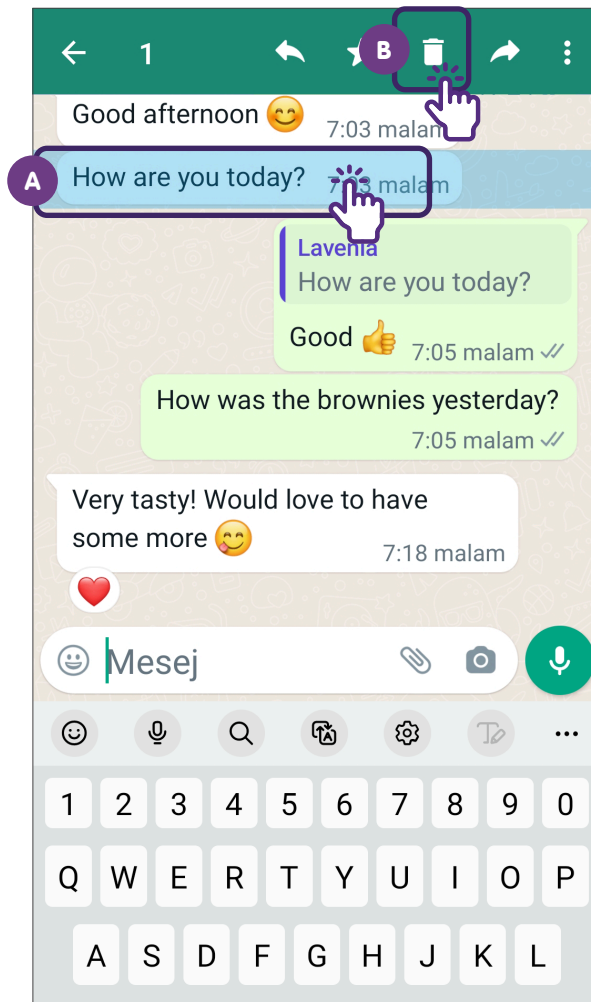 1
B
Good afternoon 😊
7:03 malam
A
How are you today?
7:03 malam
Lavenia
How are you today?
Good 👍
7:05 malam
How was the brownies yesterday?
7:05 malam
Very tasty! Would love to have
some more 😋
7:18 malam
Mesej
1 2 3 4 5 6 7 8 9 0
Q W E R T Y U I O P
A S D F G H J K L